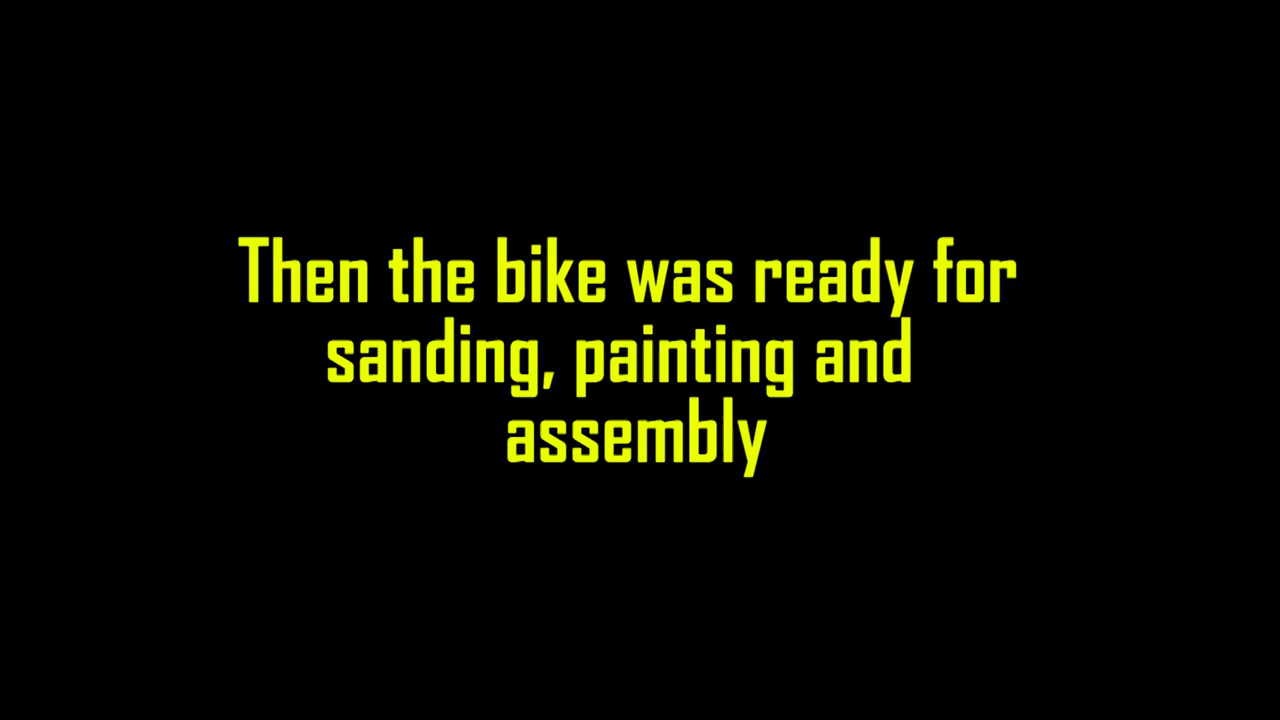 Then the bike was ready for
sanding, painting and
assembly